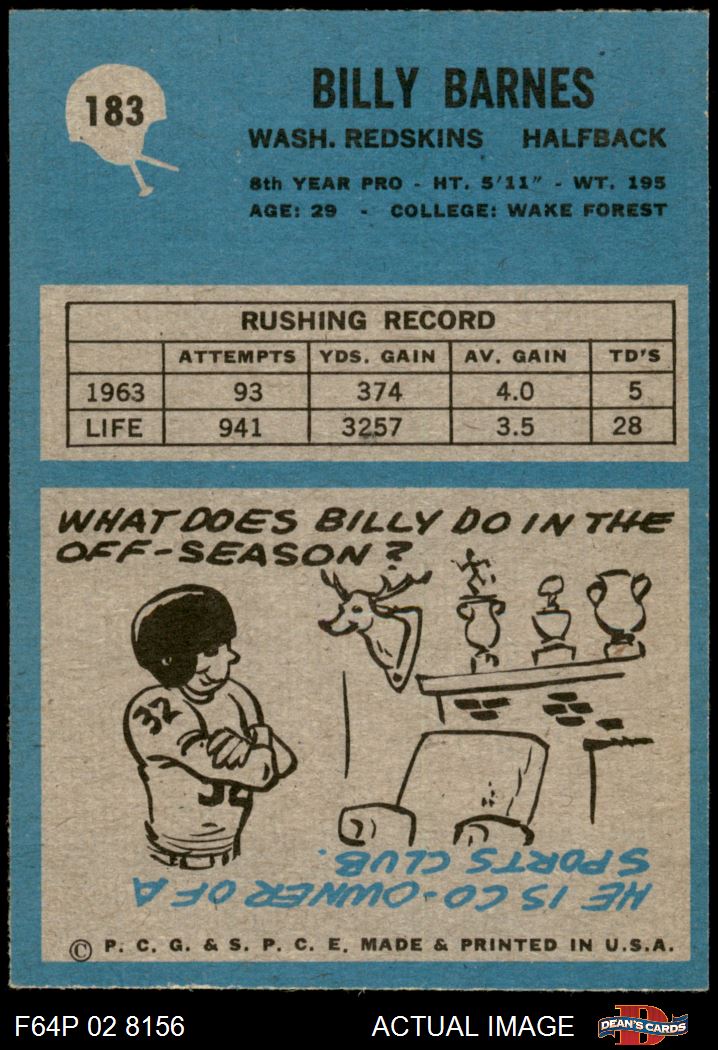 183
BILLY BARNES
WASH. REDSKINS HALFBACK
8th YEAR PRO - HT. 5'11" - WT. 195
AGE: 29 - COLLEGE: WAKE FOREST
RUSHING RECORD
ATTEMPTS YDS. GAIN AV. GAIN TD'S
1963 93 374 4.0 5
LIFE 941 3257 3.5 28
WHAT DOES BILLY DO IN THE
OFF-SEASON?
32
32
HE IS CO-OWNER OF A
SPORTS CLUB.
© P. C. G. & S. P. C. E. MADE & PRINTED IN U.S.A.
F64P 02 8156 ACTUAL IMAGE
D
DEAN'S CARDS